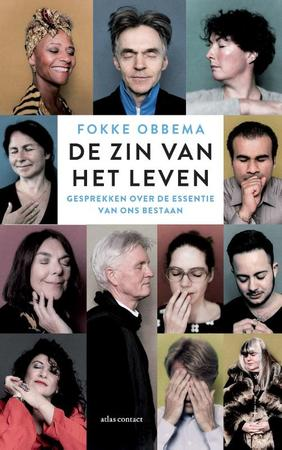 FOKKE OBBEMA
DE ZIN VAN
HET LEVEN
GESPREKKEN OVER DE ESSENTIE
VAN ONS BESTAAN
atlas contact